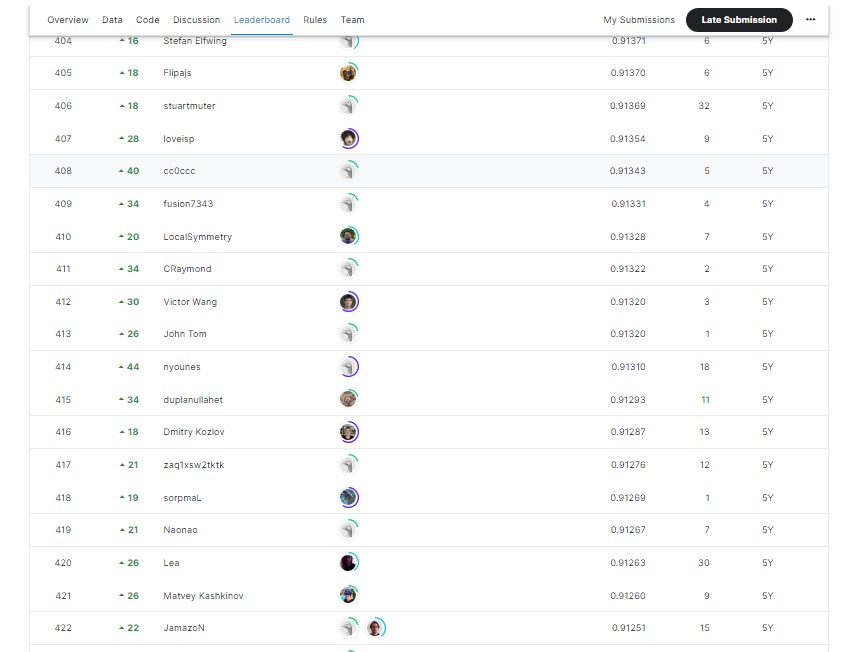 Overview Data Code Discussion Leaderboard Rules Team My Submissions Late Submission ...
404 16 Stefan Elfwing 0.91371 6 5Y
405 18 Flipajs 0.91370 6 5Y
406 18 stuartmuter 0.91369 32 5Y
407 28 loveisp 0.91354 9 5Y
408 40 cc0ccc 0.91343 5 5Y
409 34 fusion7343 0.91331 4 5Y
410 20 LocalSymmetry 0.91328 7 5Y
411 34 CRaymond 0.91322 2 5Y
412 30 Victor Wang 0.91320 3 5Y
413 26 John Tom 0.91320 1 5Y
414 44 nyounes 0.91310 18 5Y
415 34 duplanullahet 0.91293 11 5Y
416 18 Dmitry Kozlov 0.91287 13 5Y
417 21 zaq1xsw2tktk 0.91276 12 5Y
418 19 sorpmaL 0.91269 1 5Y
419 21 Naonao 0.91267 7 5Y
420 26 Lea 0.91263 30 5Y
421 26 Matvey Kashkinov 0.91260 9 5Y
422 22 JamazoN 0.91251 15 5Y